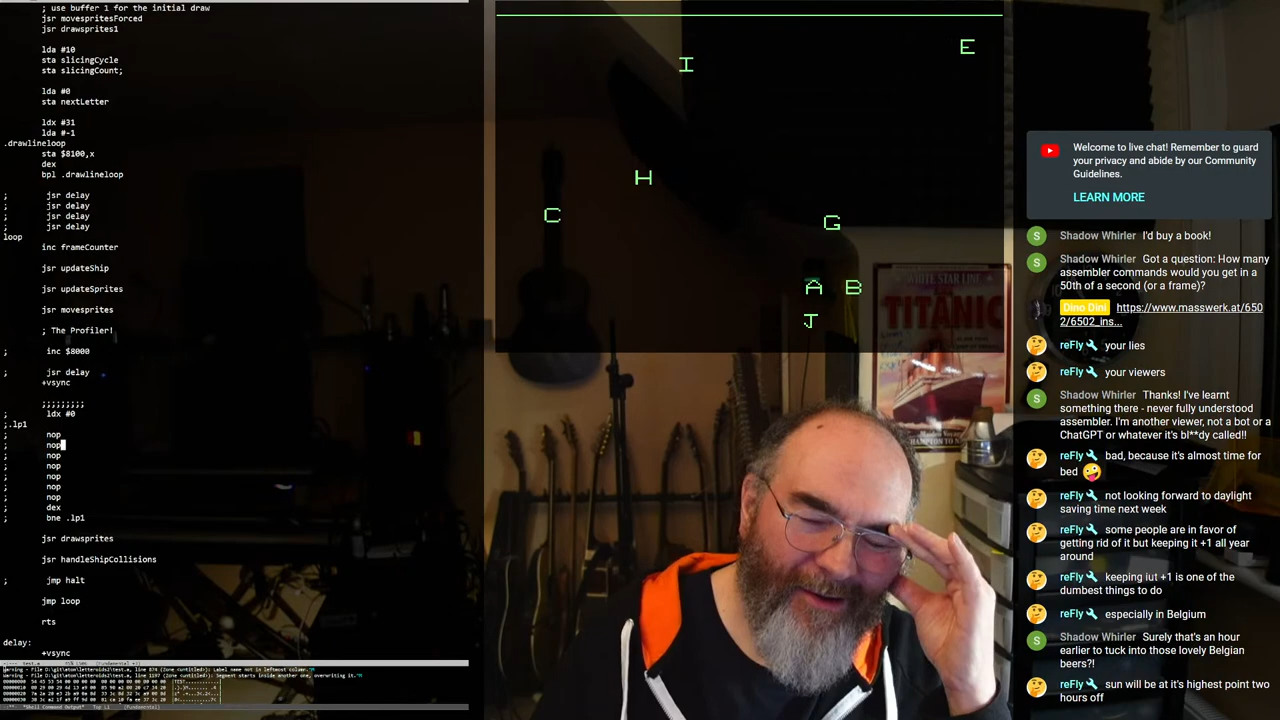 ; use buffer 1 for the initial draw
jsr movespritesForced
jsr drawsprites1
lda #10
sta slicingCycle
sta slicingCount;
lda #0
sta nextLetter
ldx #31
lda #-1
.drawlineloop
sta $8100,x
dex
bpl .drawlineloop
; jsr delay
; jsr delay
; jsr delay
; jsr delay
loop
inc frameCounter
jsr updateShip
jsr updateSprites
jsr movesprites
; The Profiler!
; inc $8000
; jsr delay
+vsync
;;;;;;;;;
; ldx #0
;.lp1
; nop
; nop
; nop
; nop
; nop
; nop
; nop
; dex
; bne .lp1
jsr drawsprites
jsr handleShipCollisions
; jmp halt
jmp loop
rts
delay:
+vsync
E
I
H
C
G
A B
J
WHITE STAR LINE
TITANIC
Welcome to live chat! Remember to guard
your privacy and abide by our Community
Guidelines.
LEARN MORE
S Shadow Whirler I'd buy a book!
S Shadow Whirler Got a question: How many
assembler commands would you get in a
50th of a second (or a frame)?
Dino Dini https://www.masswerk.at/650
2/6502_ins...
reFly your lies
reFly your viewers
S Shadow Whirler Thanks! I've learnt
something there - never fully understood
assembler. I'm another viewer, not a bot or a
ChatGPT or whatever it's bl**dy called!!
reFly bad, because it's almost time for
bed
reFly not looking forward to daylight
saving time next week
reFly some people are in favor of
getting rid of it but keeping it +1 all year
around
reFly keeping iut +1 is one of the
dumbest things to do
reFly especially in Belgium
S Shadow Whirler Surely that's an hour
earlier to tuck into those lovely Belgian
beers?!
reFly sun will be at it's highest point two
hours off